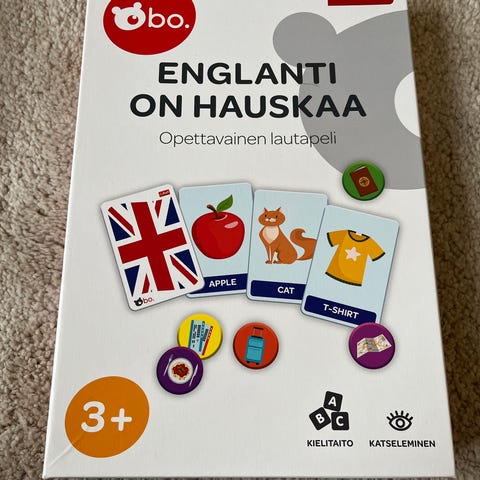 bo.
ENGLANTI
ON HAUSKAA
Opettavainen lautapeli
APPLE
CAT
T-SHIRT
bo.
3+
A
B C
KIELITAITO
KATSELEMINEN